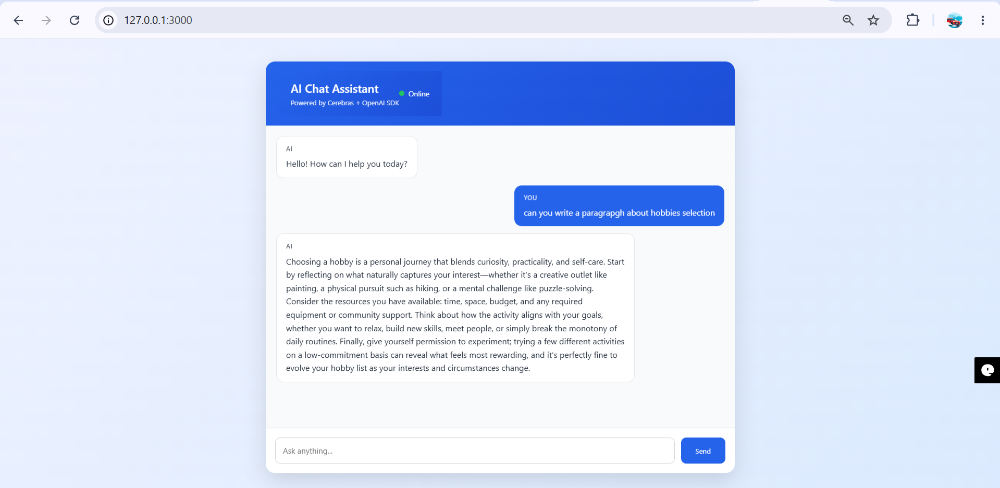 127.0.0.1:3000
AI Chat Assistant
Powered by Cerebras + OpenAI SDK
Online
AI
Hello! How can I help you today?
YOU
can you write a paragrapgh about hobbies selection
AI
Choosing a hobby is a personal journey that blends curiosity, practicality, and self-care. Start
by reflecting on what naturally captures your interest—whether it’s a creative outlet like
painting, a physical pursuit such as hiking, or a mental challenge like puzzle-solving.
Consider the resources you have available: time, space, budget, and any required
equipment or community support. Think about how the activity aligns with your goals,
whether you want to relax, build new skills, meet people, or simply break the monotony of
daily routines. Finally, give yourself permission to experiment; trying a few different activities
on a low-commitment basis can reveal what feels most rewarding, and it’s perfectly fine to
evolve your hobby list as your interests and circumstances change.
Ask anything...
Send